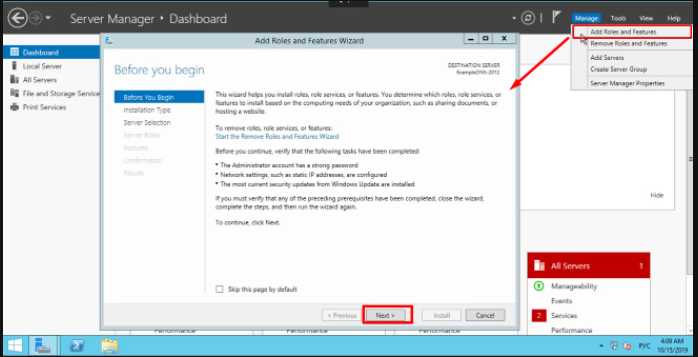 Server Manager • Dashboard
Manage Tools View Help
Add Roles and Features
Remove Roles and Features
Add Servers
Create Server Group
Server Manager Properties
Dashboard
Local Server
All Servers
File and Storage Service
Print Services
Add Roles and Features Wizard
Before you begin
DESTINATION SERVER
ExampleDNS-2012
Before You Begin
Installation Type
Server Selection
Server Roles
Features
Confirmation
Results
This wizard helps you install roles, role services, or features. You determine which roles, role services, or
features to install based on the computing needs of your organization, such as sharing documents, or
hosting a website.
To remove roles, role services, or features:
Start the Remove Roles and Features Wizard
Before you continue, verify that the following tasks have been completed:
• The Administrator account has a strong password
• Network settings, such as static IP addresses, are configured
• The most current security updates from Windows Update are installed
If you must verify that any of the preceding prerequisites have been completed, close the wizard,
complete the steps, and then run the wizard again.
To continue, click Next.
Skip this page by default
< Previous
Next >
Install
Cancel
Hide
All Servers 1
Manageability
Events
2 Services
Performance
Performance
Performance
РУС
4:09 AM
10/15/2019